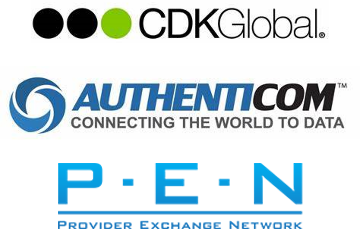 CDKGlobal®
AUTHENTICOM™
CONNECTING THE WORLD TO DATA
P·E·N
PROVIDER EXCHANGE NETWORK